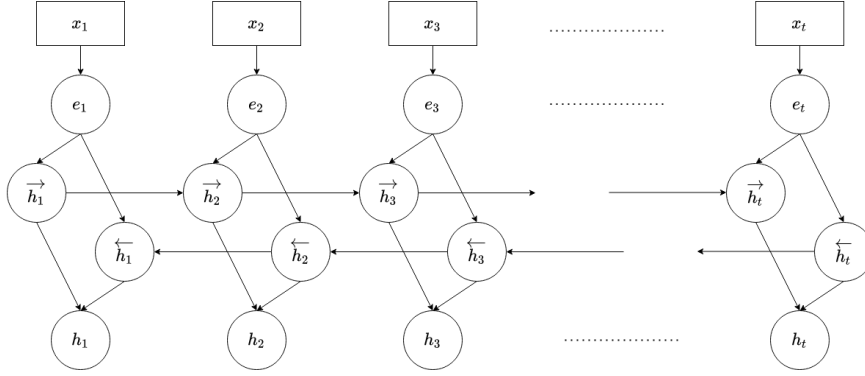 x₁ x₂ x₃ ........................ xₜ
e₁ e₂ e₃ ........................ eₜ
→h₁ →h₂ →h₃ →hₜ
←h₁ ←h₂ ←h₃ ←hₜ
h₁ h₂ h₃ ........................ hₜ